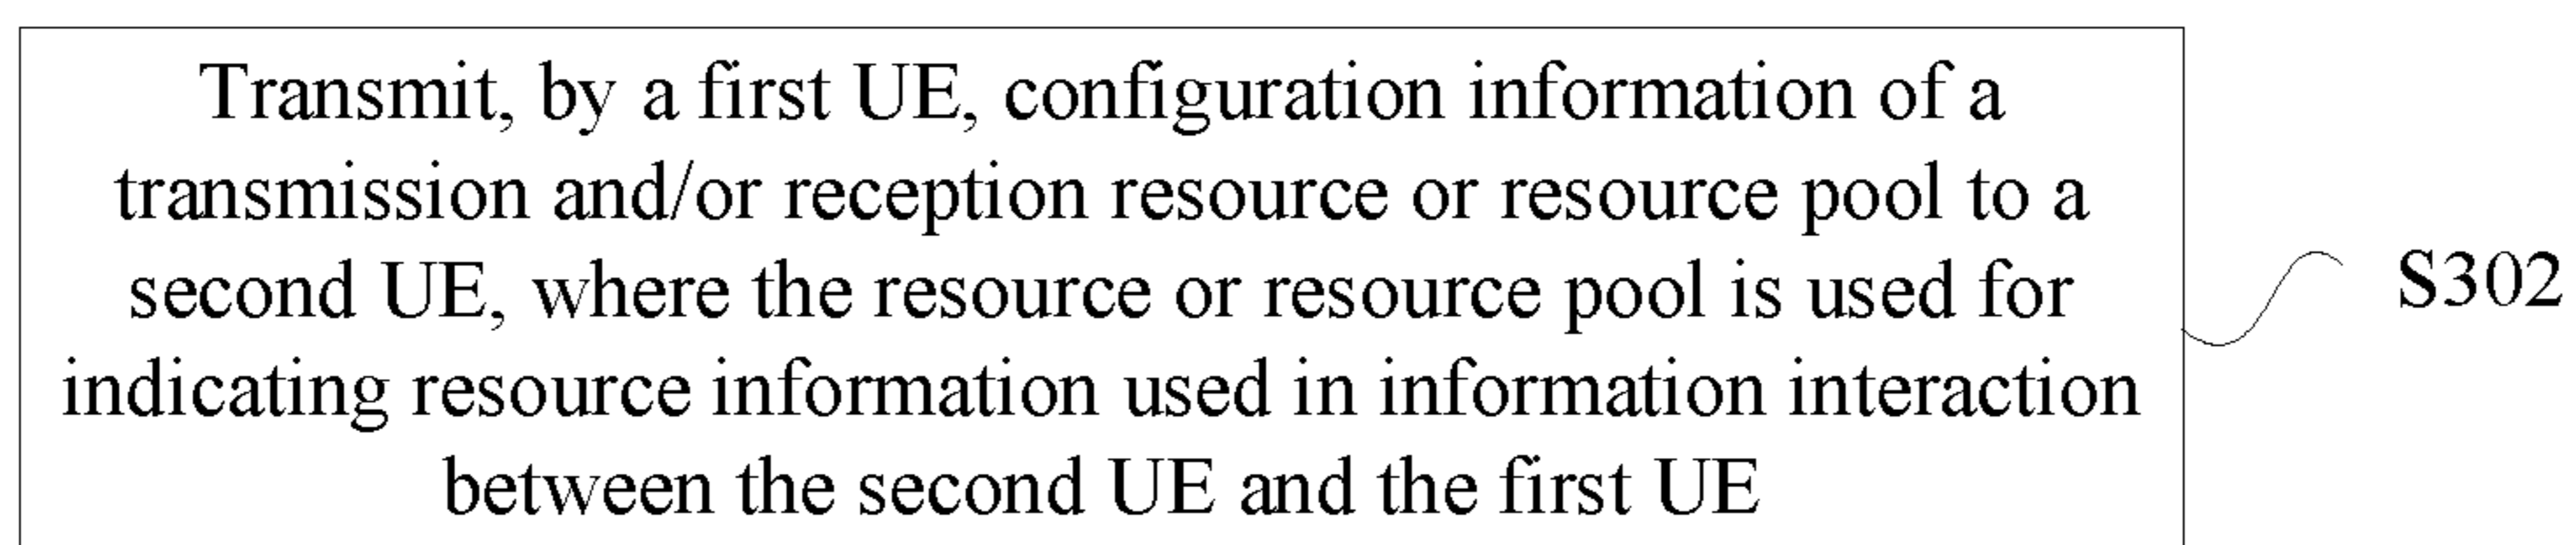 Transmit, by a first UE, configuration information of a
transmission and/or reception resource or resource pool to a
second UE, where the resource or resource pool is used for
indicating resource information used in information interaction
between the second UE and the first UE
S302